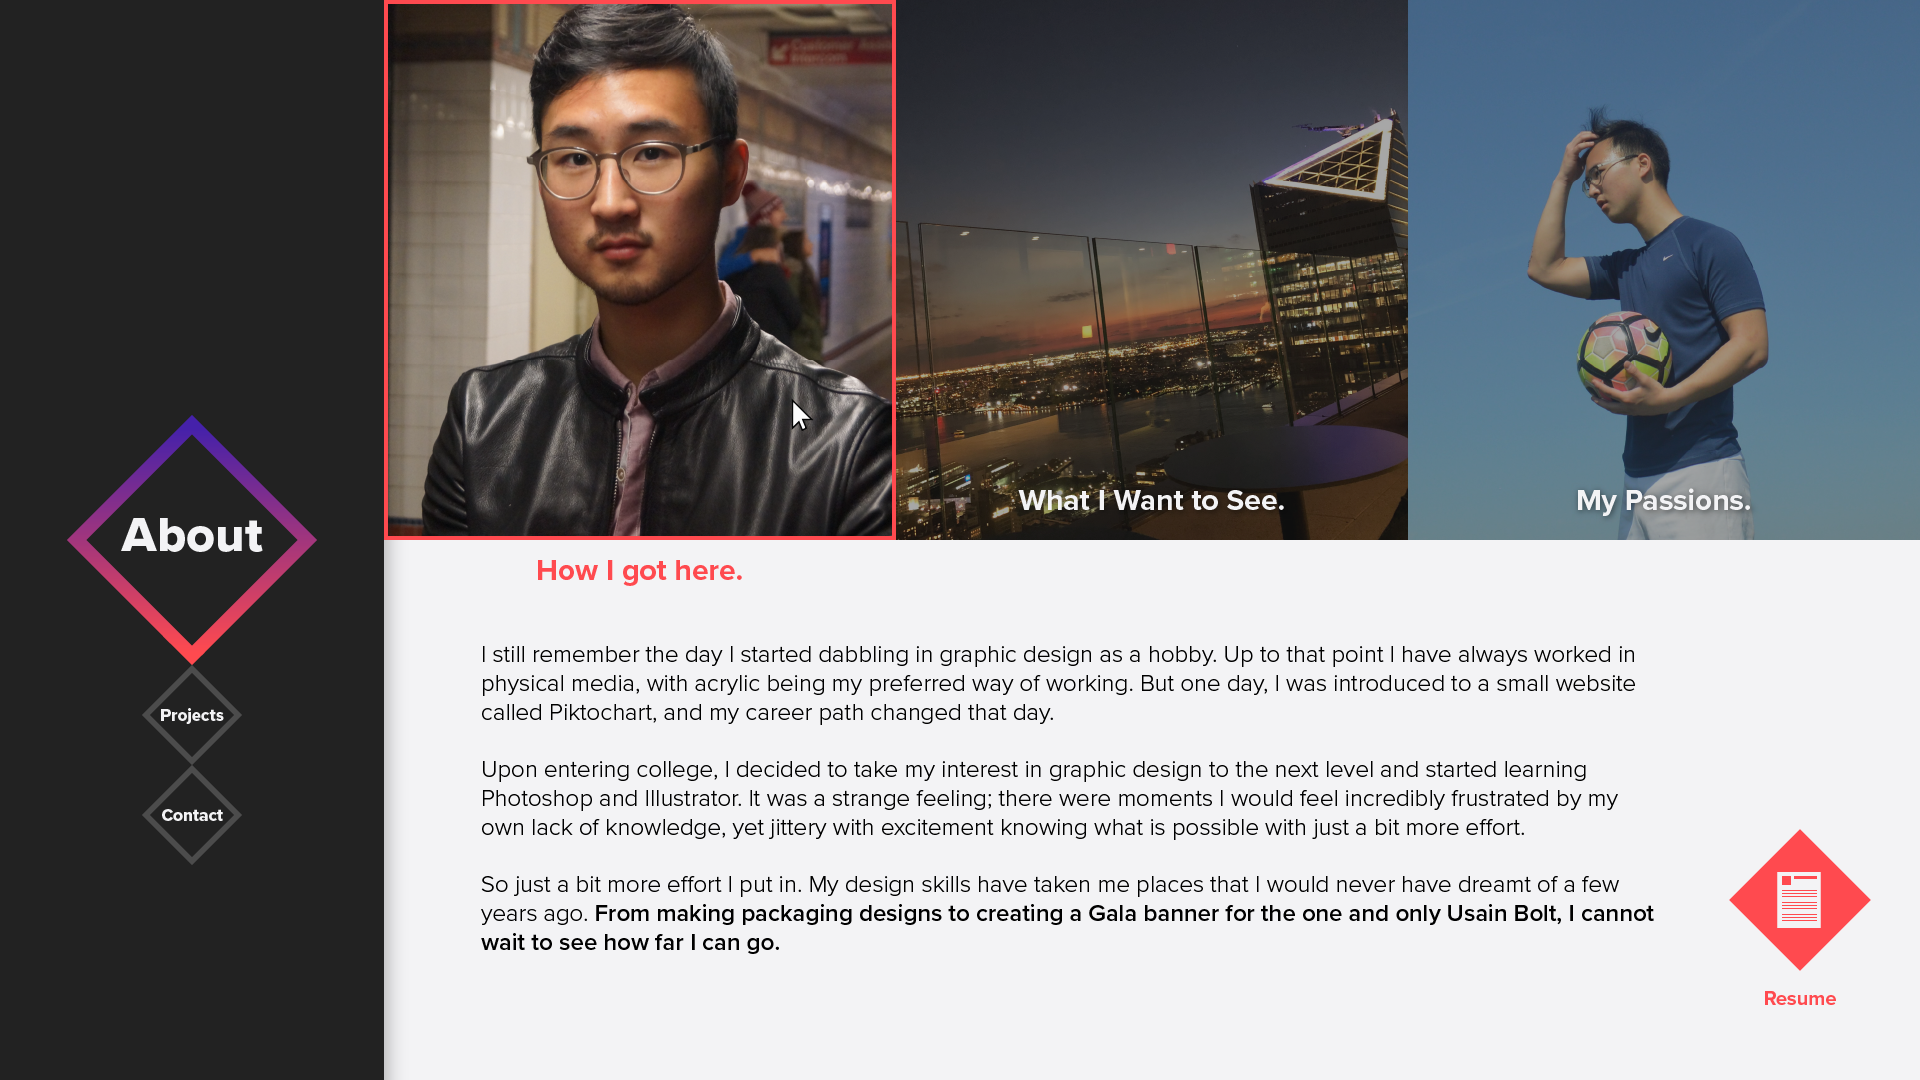 Customer Assis
Intercom
What I Want to See.
My Passions.
About
Projects
Contact
How I got here.
I still remember the day I started dabbling in graphic design as a hobby. Up to that point I have always worked in
physical media, with acrylic being my preferred way of working. But one day, I was introduced to a small website
called Piktochart, and my career path changed that day.
Upon entering college, I decided to take my interest in graphic design to the next level and started learning
Photoshop and Illustrator. It was a strange feeling; there were moments I would feel incredibly frustrated by my
own lack of knowledge, yet jittery with excitement knowing what is possible with just a bit more effort.
So just a bit more effort I put in. My design skills have taken me places that I would never have dreamt of a few
years ago. From making packaging designs to creating a Gala banner for the one and only Usain Bolt, I cannot
wait to see how far I can go.
Resume